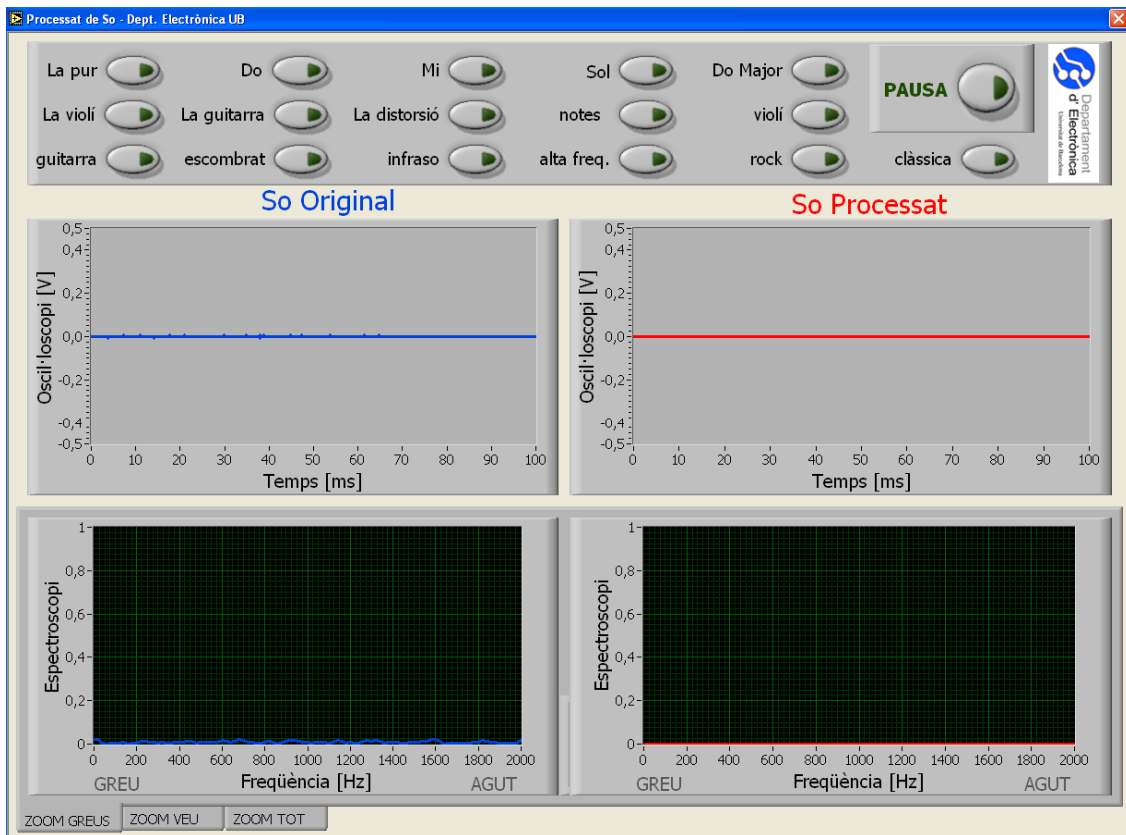 Processat de So - Dept. Electrònica UB
La pur Do Mi Sol Do Major PAUSA
La violí La guitarra La distorsió notes violí
guitarra escombrat infraso alta freq. rock clàssica
Departament
d' Electrònica
Universitat de Barcelona
So Original So Processat
Oscil·loscopi [V]
0,5
0,4
0,2
0,0
-0,2
-0,4
-0,5
0 10 20 30 40 50 60 70 80 90 100
Temps [ms]
Oscil·loscopi [V]
0,5
0,4
0,2
0,0
-0,2
-0,4
-0,5
0 10 20 30 40 50 60 70 80 90 100
Temps [ms]
Espectroscopi
1
0,8
0,6
0,4
0,2
0
0 200 400 600 800 1000 1200 1400 1600 2000
GREU Freqüència [Hz] AGUT
Espectroscopi
1
0,8
0,6
0,4
0,2
0
0 200 400 600 800 1000 1200 1400 1600 1800 2000
GREU Freqüència [Hz] AGUT
ZOOM GREUS ZOOM VEU ZOOM TOT